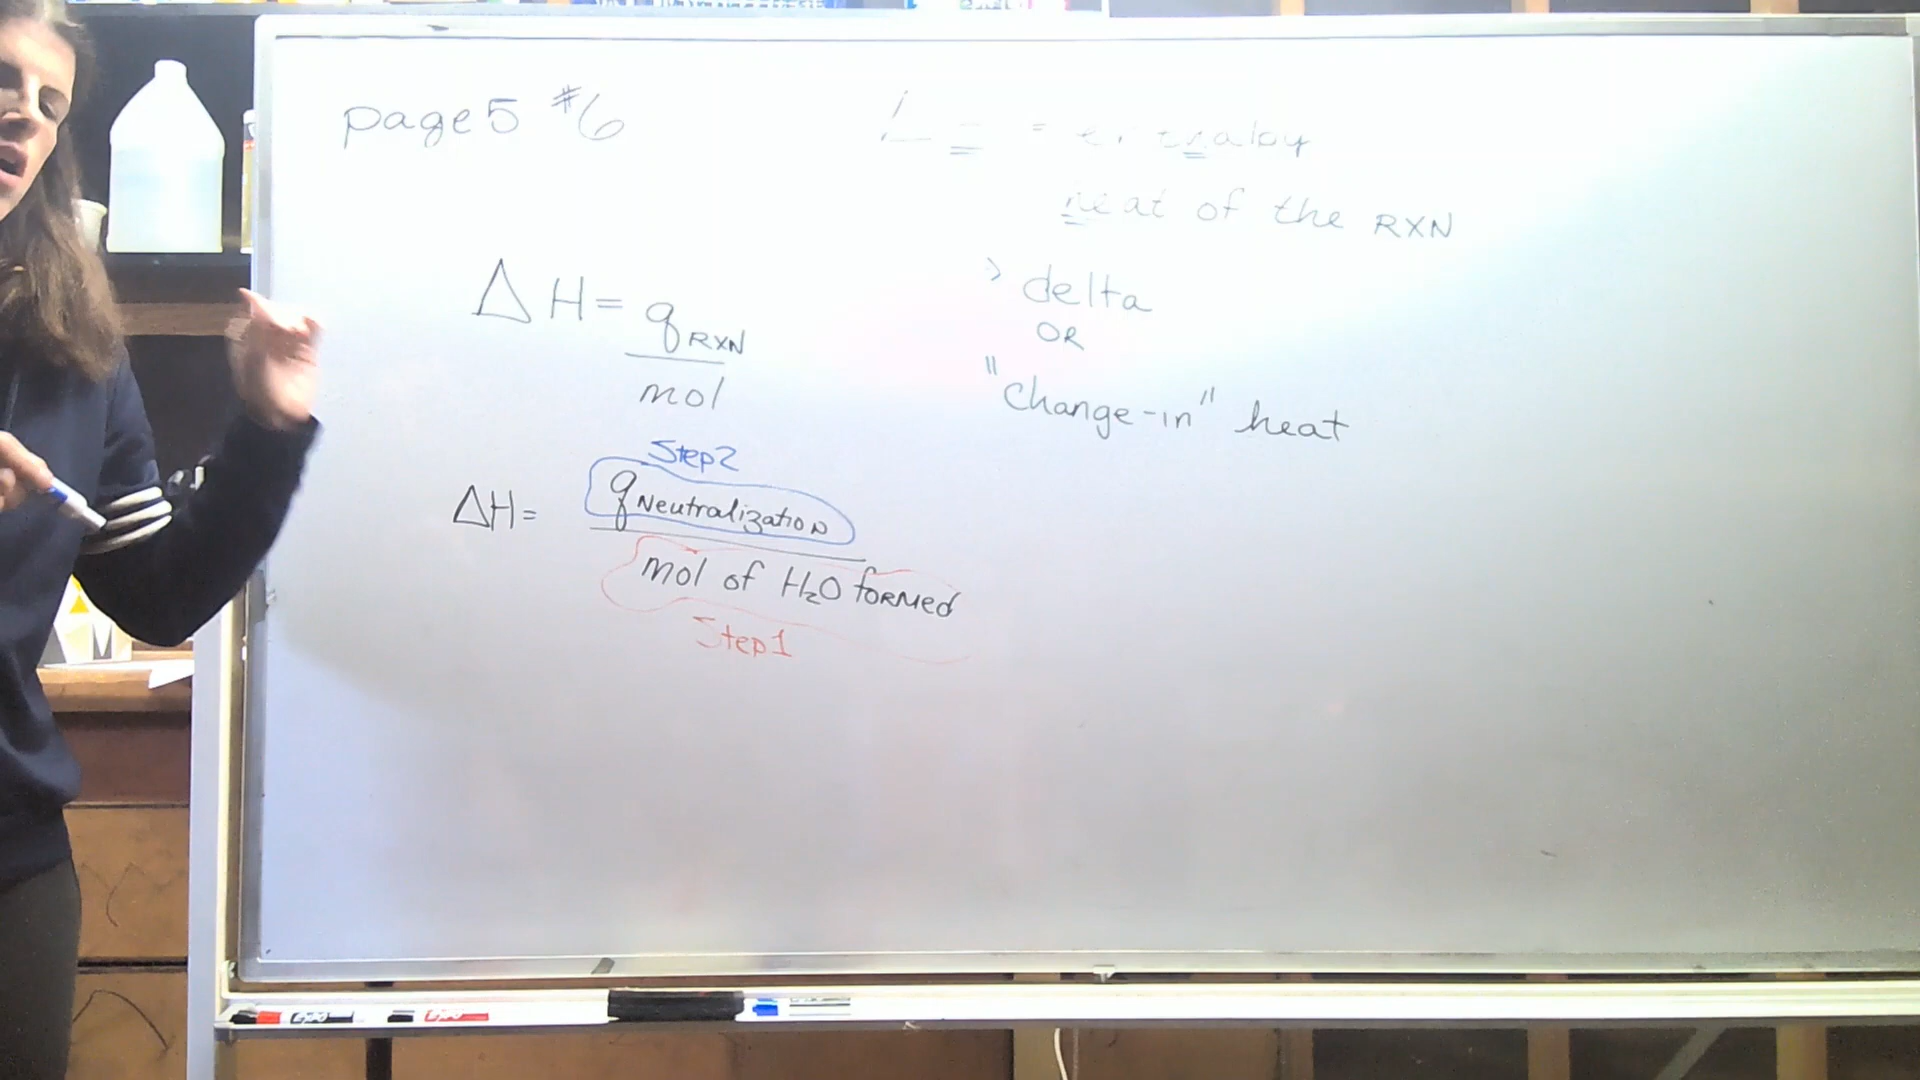 page 5 #6
heat of the RXN
ΔH = qRXN
mol
delta
OR
"change-in" heat
Step 2
ΔH = qNeutralization
mol of H₂O formed
Step 1